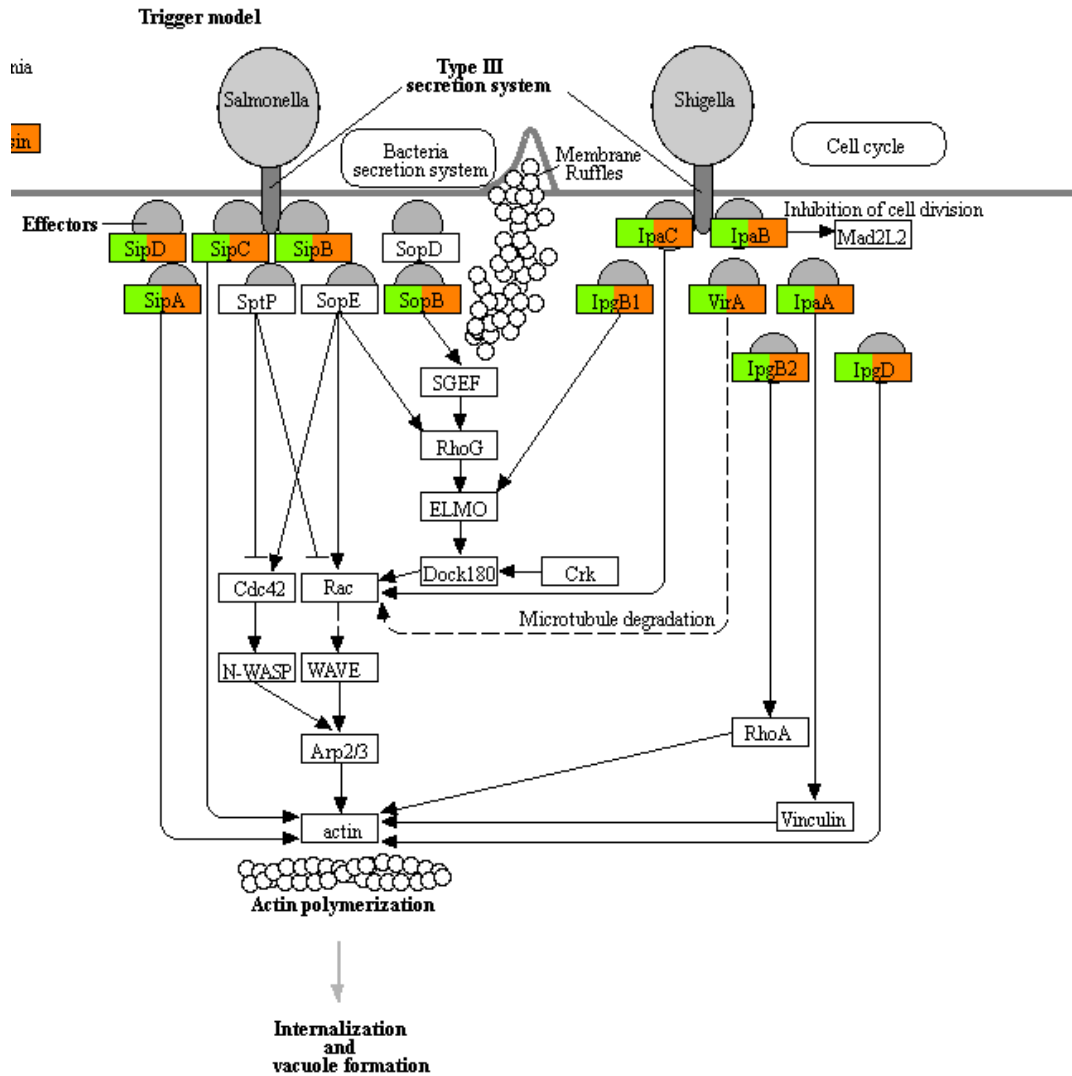 Trigger model
nia
Type III
secretion system
Salmonella
Shigella
sin
Bacteria
secretion system
Membrane
Ruffles
Cell cycle
Effectors
Inhibition of cell division
SipD
SipC
SipB
SopD
IpaC
IpaB
Mad2L2
SipA
SptP
SopE
SopB
IpgB1
VirA
IpaA
SGEF
IpgB2
IpgD
RhoG
ELMO
Dock180
Crk
Cdc42
Rac
Microtubule degradation
N-WASP
WAVE
RhoA
Arp2/3
Vinculin
actin
Actin polymerization
Internalization
and
vacuole formation